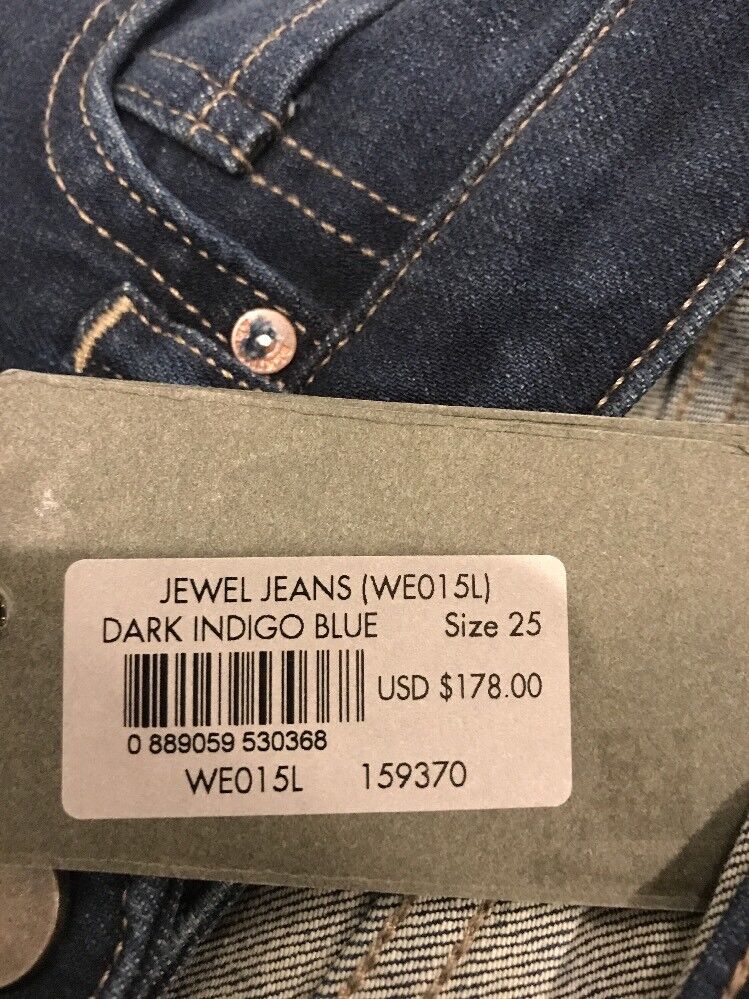 JEWEL JEANS (WE015L)
DARK INDIGO BLUE Size 25
USD $178.00
0 889059 530368
WE015L 159370